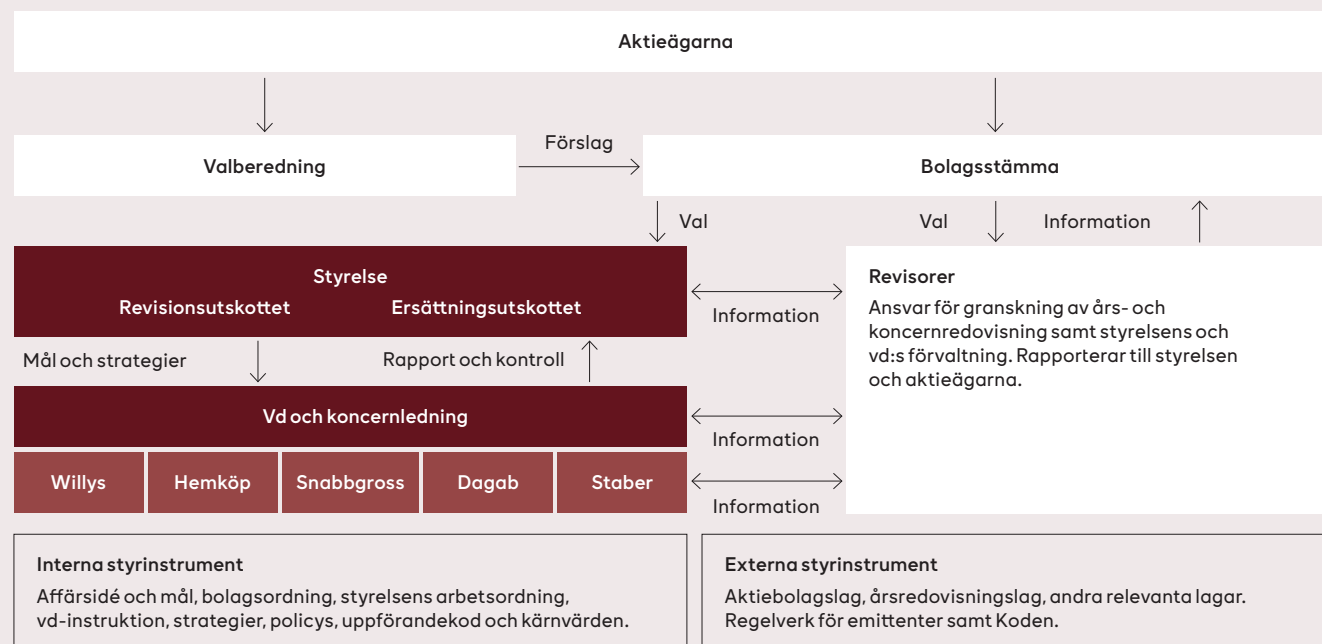 Aktieägarna
Valberedning
Förslag
Bolagsstämma
Val
Val
Information
Styrelse
Revisionsutskottet
Ersättningsutskottet
Information
Revisorer
Ansvar för granskning av års- och
koncernredovisning samt styrelsens och
vd:s förvaltning. Rapporterar till styrelsen
och aktieägarna.
Mål och strategier
Rapport och kontroll
Vd och koncernledning
Information
Willys
Hemköp
Snabbgross
Dagab
Staber
Information
Interna styrinstrument
Affärsidé och mål, bolagsordning, styrelsens arbetsordning,
vd-instruktion, strategier, policys, uppförandekod och kärnvärden.
Externa styrinstrument
Aktiebolagslag, årsredovisningslag, andra relevanta lagar.
Regelverk för emittenter samt Koden.